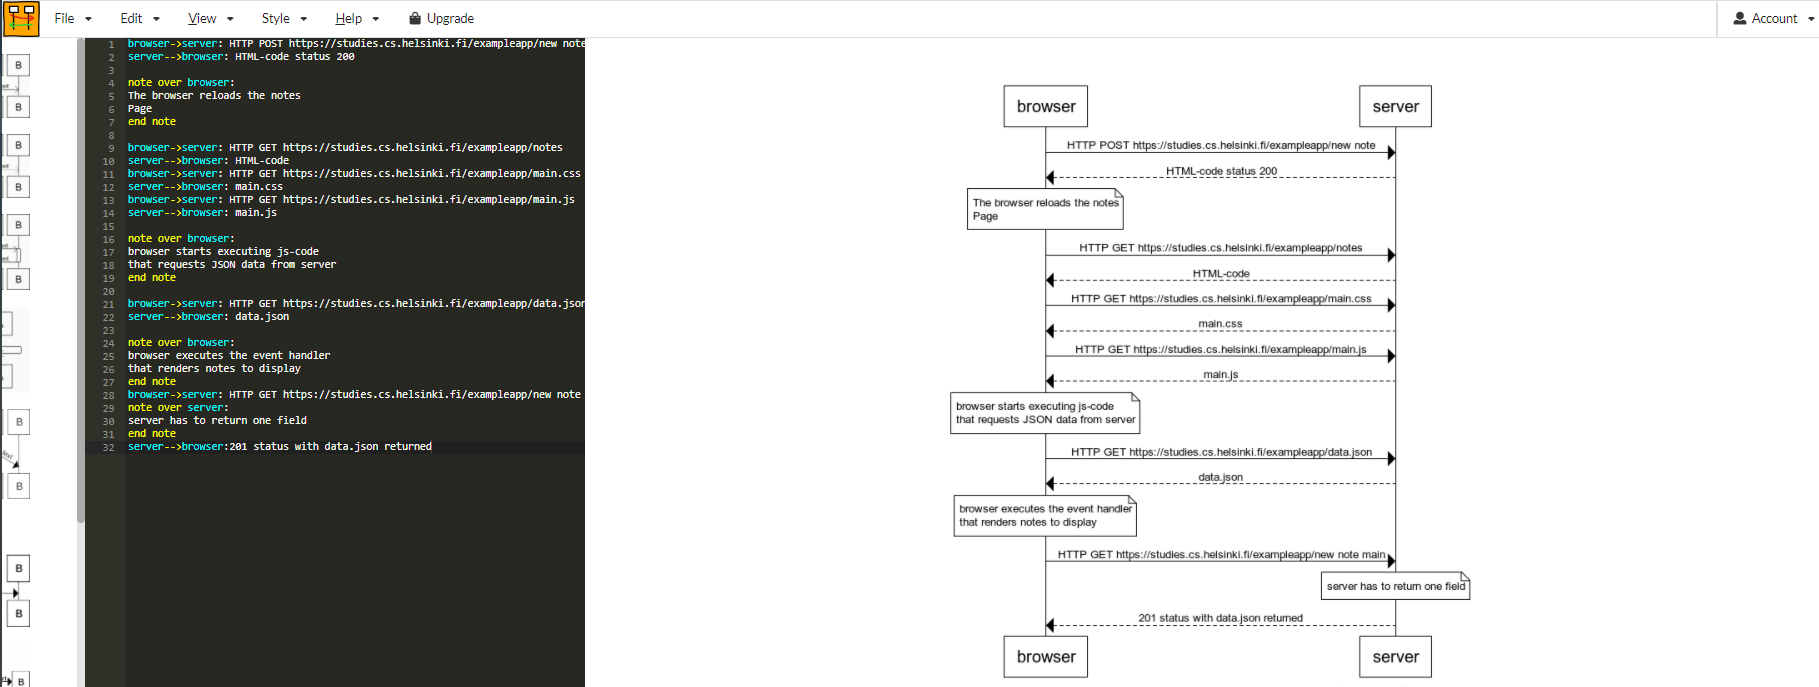 File Edit View Style Help Upgrade Account
1 browser->server: HTTP POST https://studies.cs.helsinki.fi/exampleapp/new note
2 server-->browser: HTML-code status 200
3
4 note over browser:
5 The browser reloads the notes
6 Page
7 end note
8
9 browser->server: HTTP GET https://studies.cs.helsinki.fi/exampleapp/notes
10 server-->browser: HTML-code
11 browser->server: HTTP GET https://studies.cs.helsinki.fi/exampleapp/main.css
12 server-->browser: main.css
13 browser->server: HTTP GET https://studies.cs.helsinki.fi/exampleapp/main.js
14 server-->browser: main.js
15
16 note over browser:
17 browser starts executing js-code
18 that requests JSON data from server
19 end note
20
21 browser->server: HTTP GET https://studies.cs.helsinki.fi/exampleapp/data.json
22 server-->browser: data.json
23
24 note over browser:
25 browser executes the event handler
26 that renders notes to display
27 end note
28 browser->server: HTTP GET https://studies.cs.helsinki.fi/exampleapp/new note
29 note over server:
30 server has to return one field
31 end note
32 server-->browser:201 status with data.json returned
browser server
HTTP POST https://studies.cs.helsinki.fi/exampleapp/new note
HTML-code status 200
The browser reloads the notes
Page
HTTP GET https://studies.cs.helsinki.fi/exampleapp/notes
HTML-code
HTTP GET https://studies.cs.helsinki.fi/exampleapp/main.css
main.css
HTTP GET https://studies.cs.helsinki.fi/exampleapp/main.js
main.js
browser starts executing js-code
that requests JSON data from server
HTTP GET https://studies.cs.helsinki.fi/exampleapp/data.json
data.json
browser executes the event handler
that renders notes to display
HTTP GET https://studies.cs.helsinki.fi/exampleapp/new note main
server has to return one field
201 status with data.json returned
browser server
B
B
B
B
B
B
B
B
B
B
B